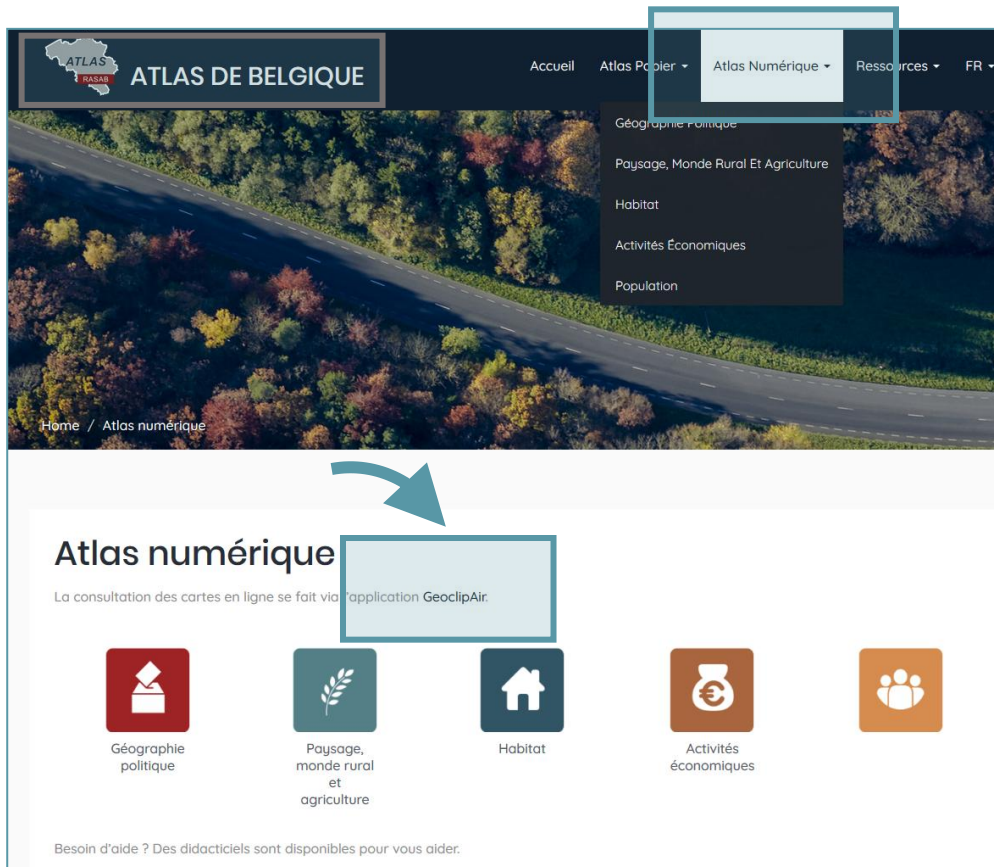 ATLAS
RASAB
ATLAS DE BELGIQUE
Accueil
Atlas Papier
Atlas Numérique
Ressources
FR
Géographie Politique
Paysage, Monde Rural Et Agriculture
Habitat
Activités Économiques
Population
Home / Atlas numérique
Atlas numérique
La consultation des cartes en ligne se fait via l'application GeoclipAir.
Géographie
politique
Paysage,
monde rural
et
agriculture
Habitat
Activités
économiques
Besoin d'aide ? Des didacticiels sont disponibles pour vous aider.